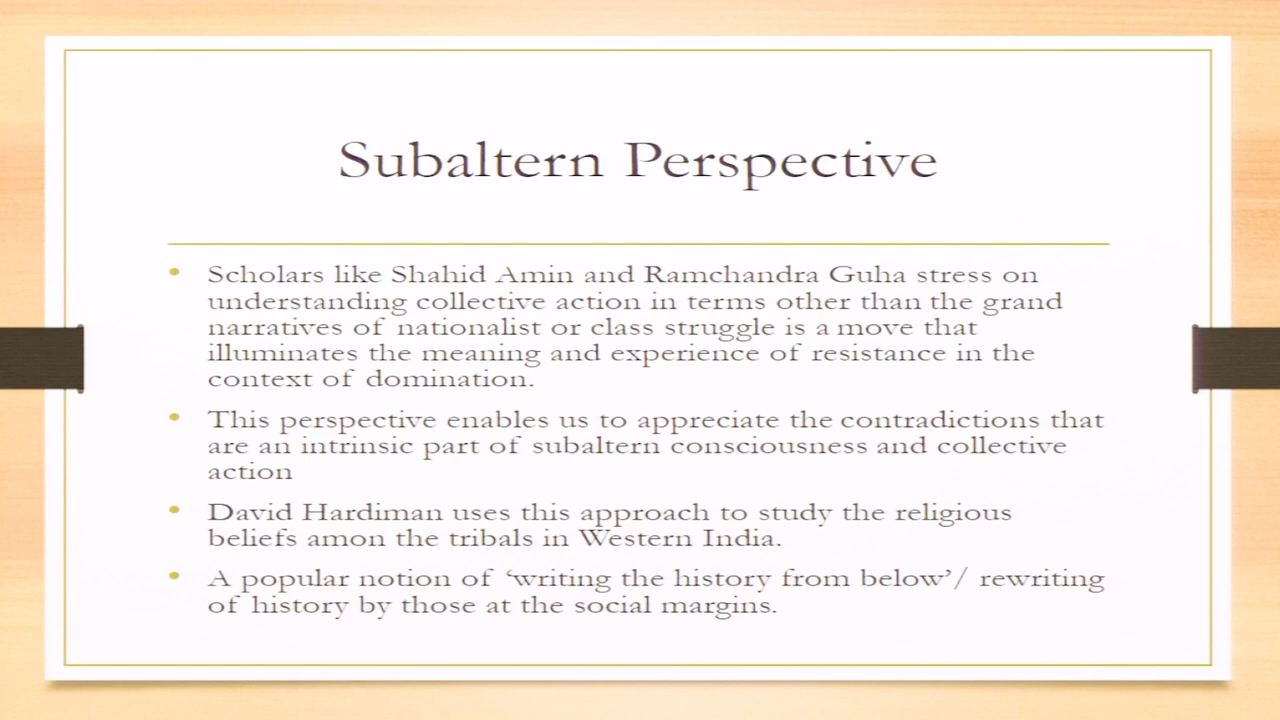 Subaltern Perspective
• Scholars like Shahid Amin and Ramchandra Guha stress on
understanding collective action in terms other than the grand
narratives of nationalist or class struggle is a move that
illuminates the meaning and experience of resistance in the
context of domination.
• This perspective enables us to appreciate the contradictions that
are an intrinsic part of subaltern consciousness and collective
action
• David Hardiman uses this approach to study the religious
beliefs amon the tribals in Western India.
• A popular notion of ‘writing the history from below’/ rewriting
of history by those at the social margins.